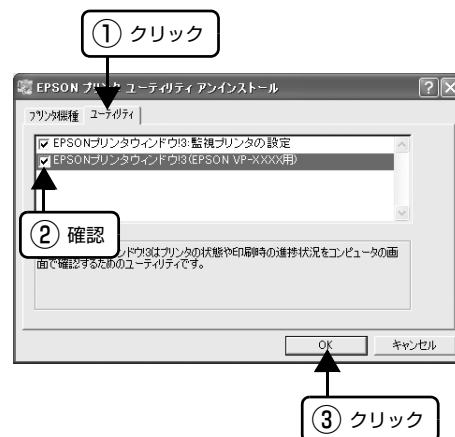 ① クリック
EPSON プリンタ ユーティリティ アンインストール
プリンタ機種 ユーティリティ
EPSONプリンタウィンドウ!3:監視プリンタの設定
EPSONプリンタウィンドウ!3(EPSON VP-XXXX用)
② 確認
ンドウ!3はプリンタの状態や印刷時の進捗状況をコンピュータの画
面で確認するためのユーティリティです。
OK キャンセル
③ クリック